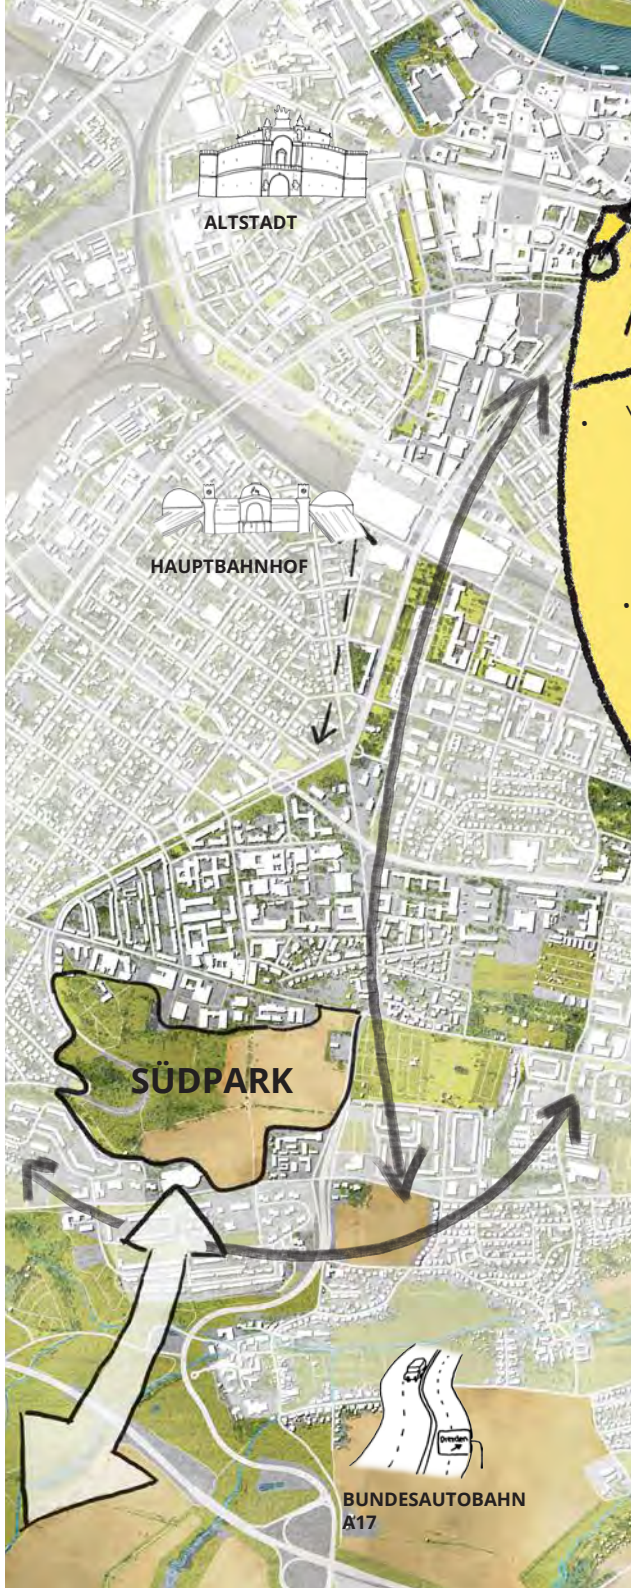 ALTSTADT
HAUPTBAHNHOF
SÜDPARK
Dresden
BUNDESAUTOBAHN
A17